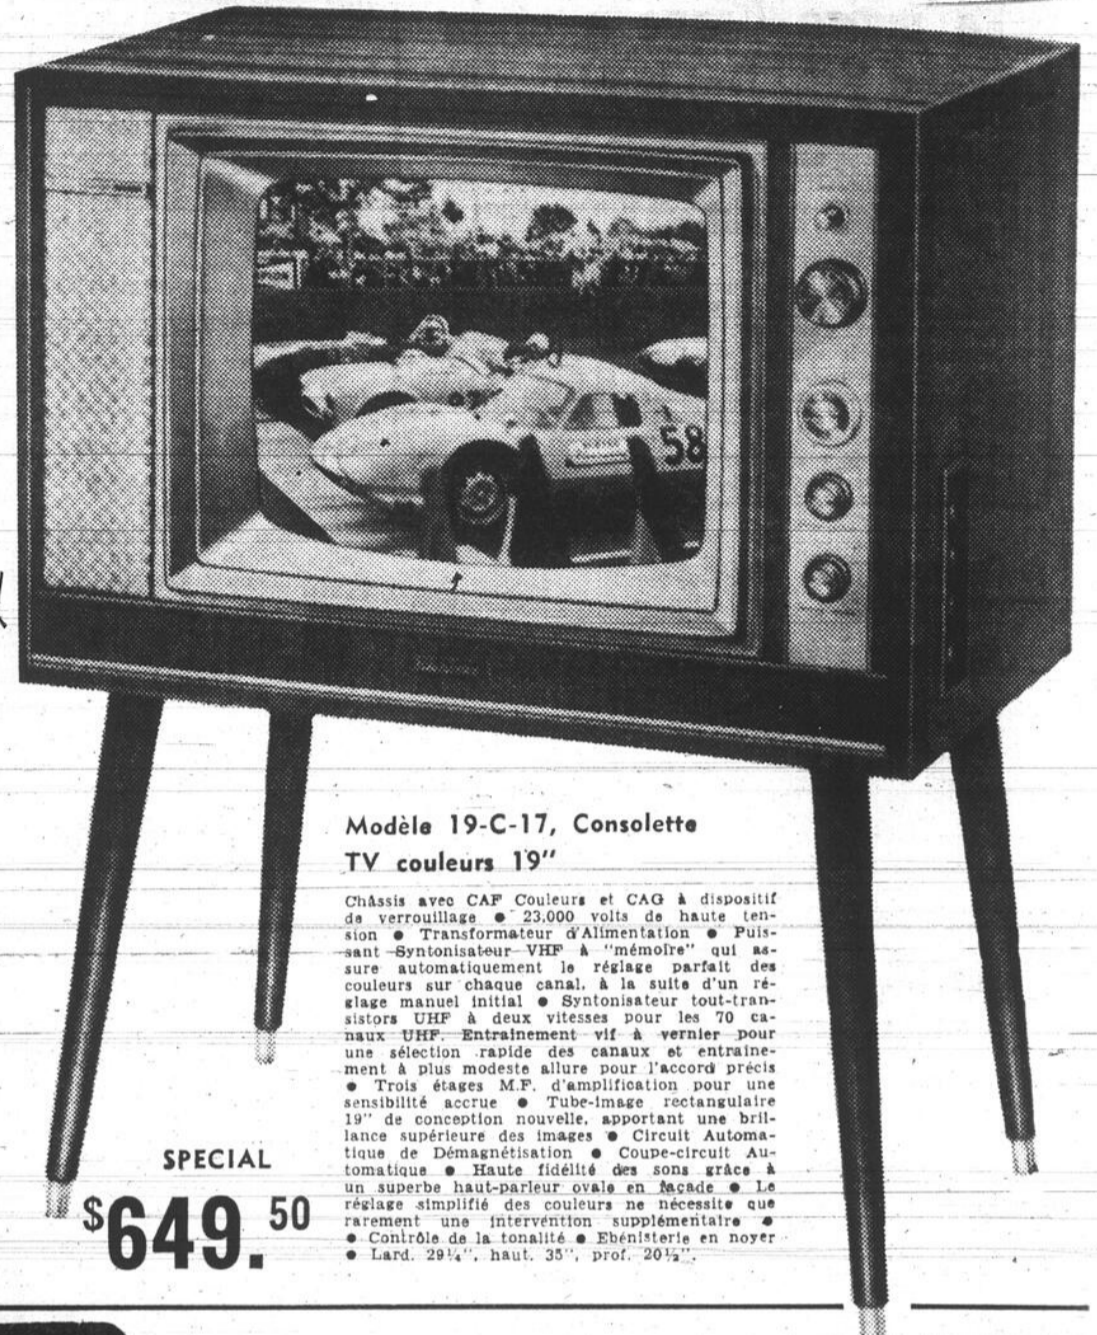 58
Modèle 19-C-17, Consolette
TV couleurs 19"
Châssis avec CAF Couleurs et CAG à dispositif
de verrouillage ● 23,000 volts de haute ten-
sion ● Transformateur d'Alimentation ● Puis-
sant Syntonisateur VHF à "mémoire" qui as-
sure automatiquement le réglage parfait des
couleurs sur chaque canal, à la suite d'un ré-
glage manuel initial ● Syntonisateur tout-tran-
sistors UHF à deux vitesses pour les 70 ca-
naux UHF. Entrainement vif à vernier pour
une sélection rapide des canaux et entraine-
ment à plus modeste allure pour l'accord précis
● Trois étages M.F. d'amplification pour une
sensibilité accrue ● Tube-image rectangulaire
19" de conception nouvelle, apportant une bril-
lance supérieure des images ● Circuit Automa-
tique de Démagnétisation ● Coupe-circuit Au-
tomatique ● Haute fidélité des sons grâce à
un superbe haut-parleur ovale en façade ● Le
réglage simplifié des couleurs ne nécessite que
rarement une intervention supplémentaire ●
● Contrôle de la tonalité ● Ebénisterie en noyer
● Lard. 29¼", haut. 35", prof. 20½".
SPECIAL
$649.50